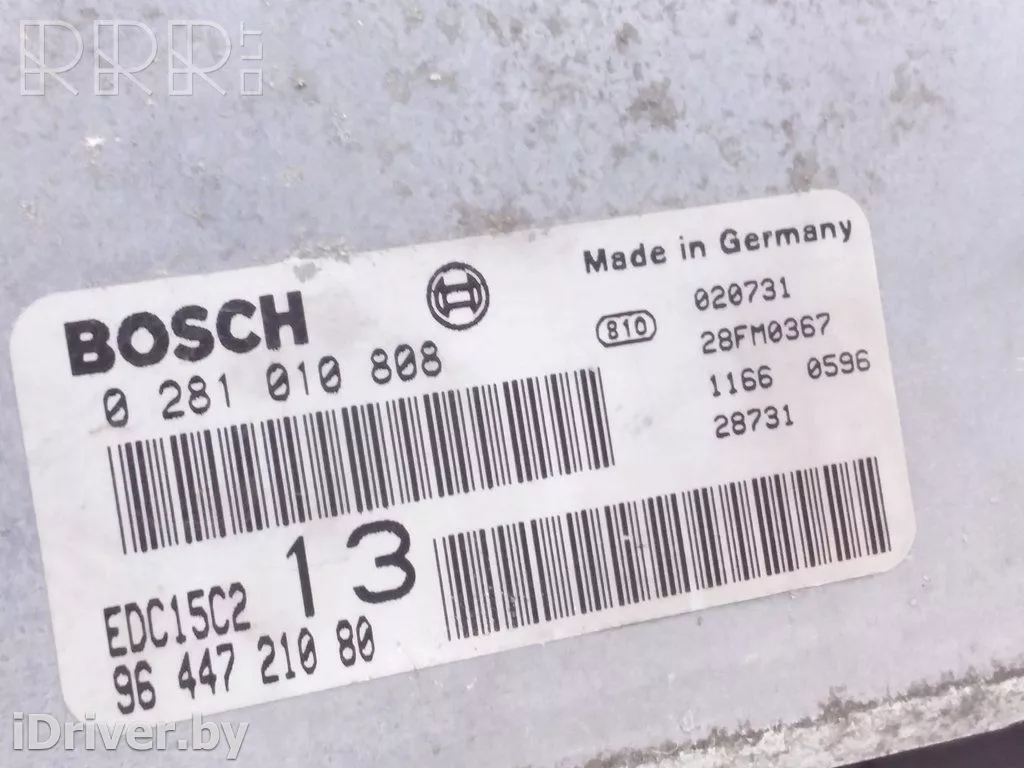 RRR.LT
BOSCH
0 281 010 808
Made in Germany
810
020731
28FM0367
1166 0596
28731
13
EDC15C2
96 447 210 80
iDriver.by